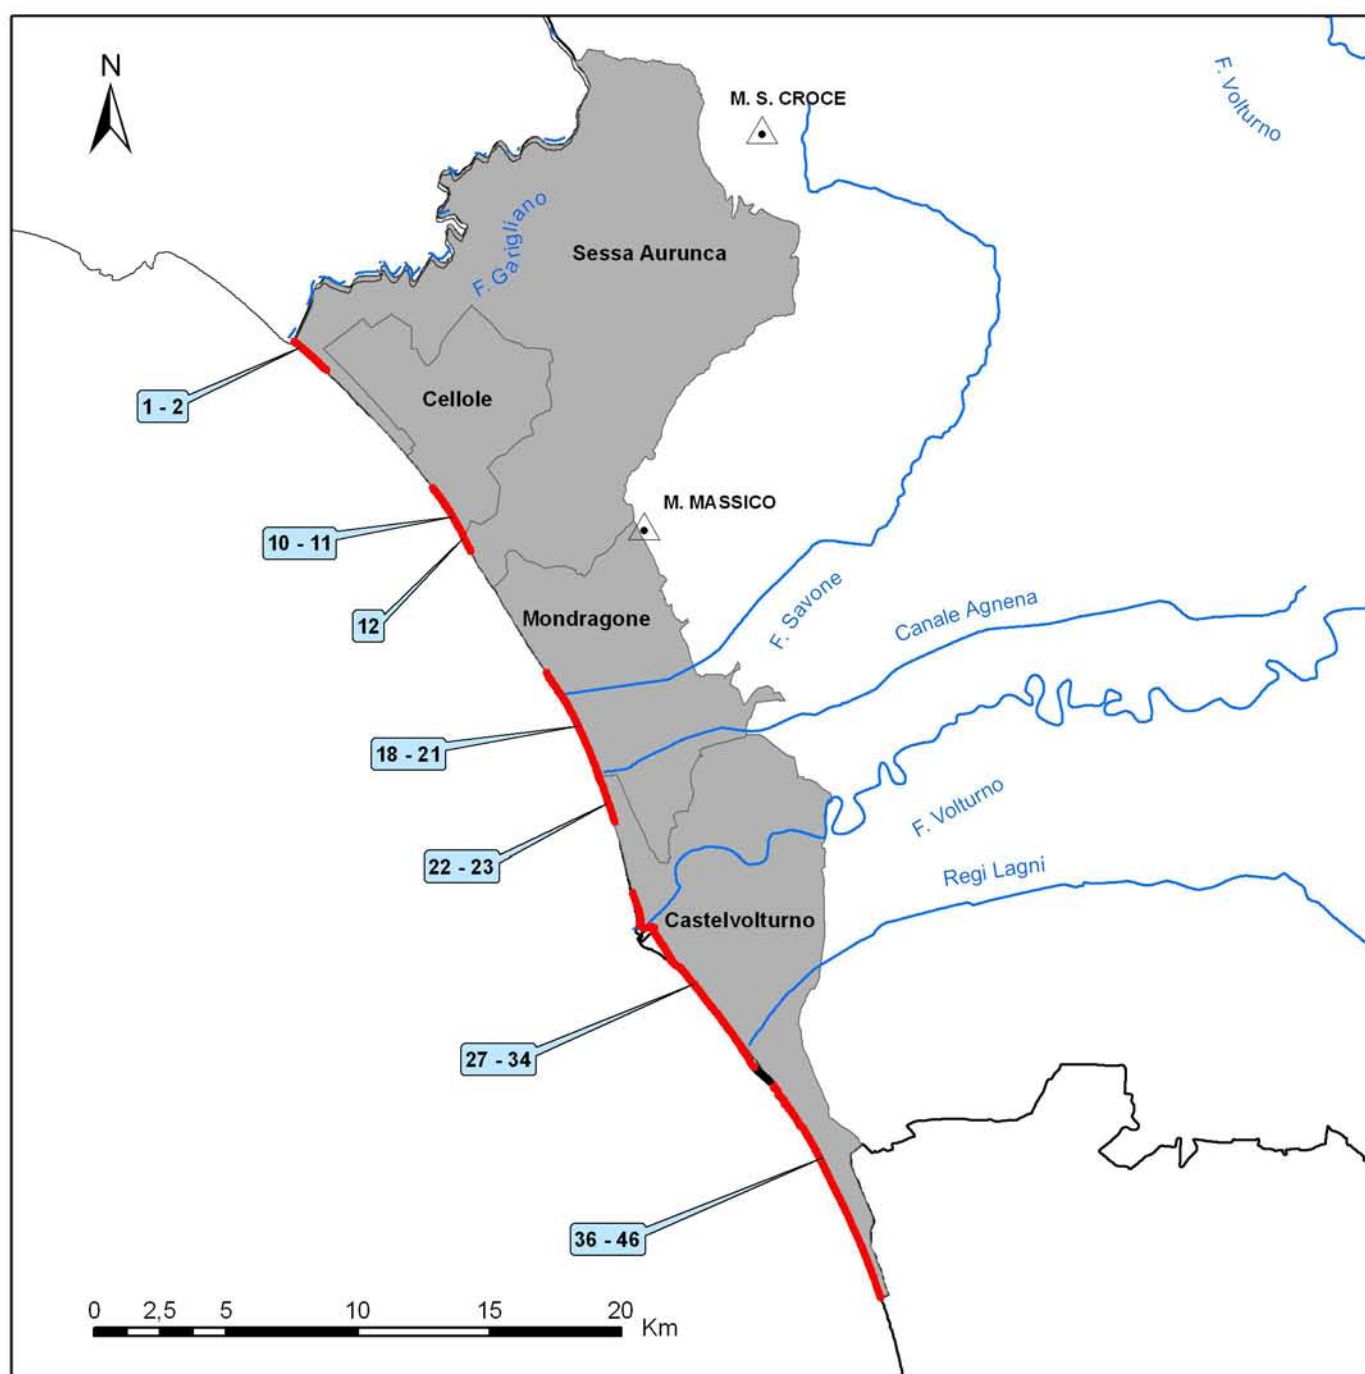 N
M. S. CROCE
F. Volturno
F. Garigliano
Sessa Aurunca
1 - 2
Cellole
M. MASSICO
10 - 11
12
Mondragone
F. Savone
Canale Agnena
18 - 21
F. Volturno
22 - 23
Regi Lagni
Castelvolturno
27 - 34
36 - 46
0 2,5 5 10 15 20 Km